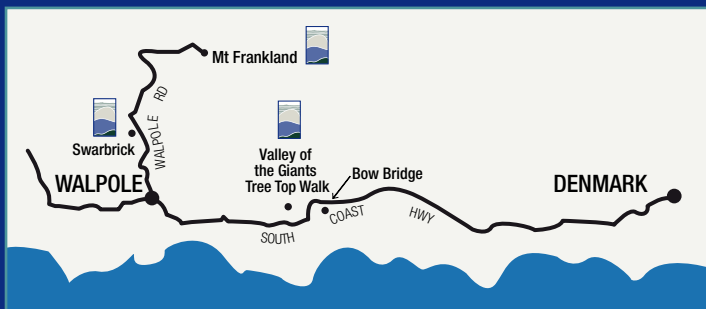 Mt Frankland
WALPOLE RD
Swarbrick
Valley of
the Giants
Tree Top Walk
Bow Bridge
WALPOLE
DENMARK
SOUTH COAST HWY